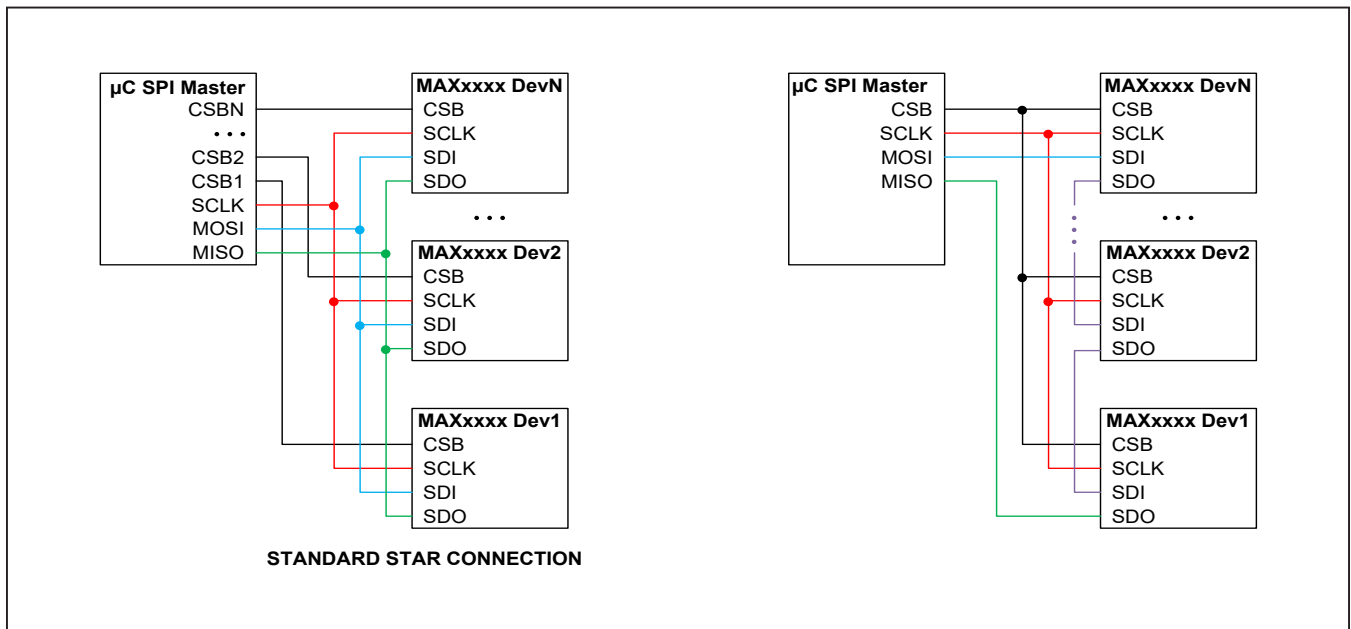 µC SPI Master
CSBN
...
CSB2
CSB1
SCLK
MOSI
MISO
MAXxxxx DevN
CSB
SCLK
SDI
SDO
...
MAXxxxx Dev2
CSB
SCLK
SDI
SDO
MAXxxxx Dev1
CSB
SCLK
SDI
SDO
STANDARD STAR CONNECTION
µC SPI Master
CSB
SCLK
MOSI
MISO
MAXxxxx DevN
CSB
SCLK
SDI
SDO
...
MAXxxxx Dev2
CSB
SCLK
SDI
SDO
MAXxxxx Dev1
CSB
SCLK
SDI
SDO